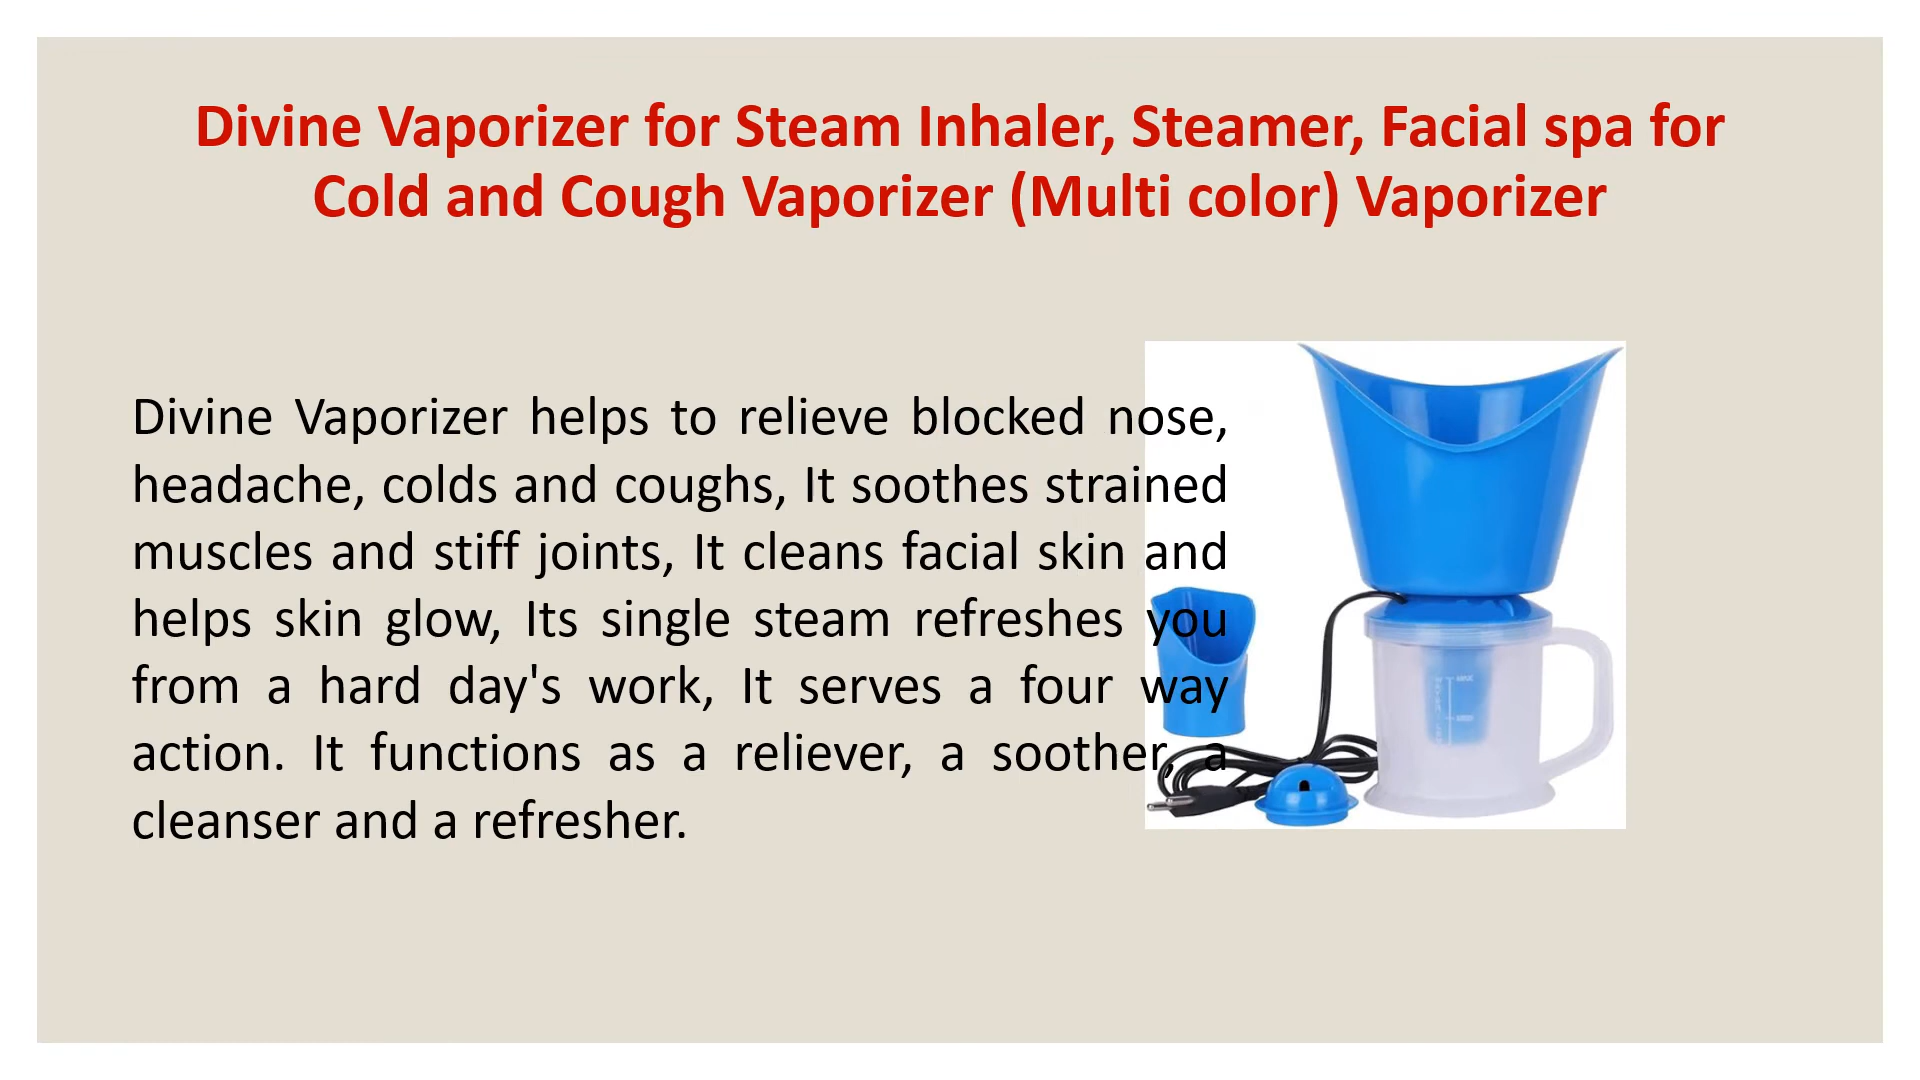 Divine Vaporizer for Steam Inhaler, Steamer, Facial spa for
Cold and Cough Vaporizer (Multi color) Vaporizer
Divine Vaporizer helps to relieve blocked nose,
headache, colds and coughs, It soothes strained
muscles and stiff joints, It cleans facial skin and
helps skin glow, Its single steam refreshes you
from a hard day's work, It serves a four way
action. It functions as a reliever, a soother, a
cleanser and a refresher.